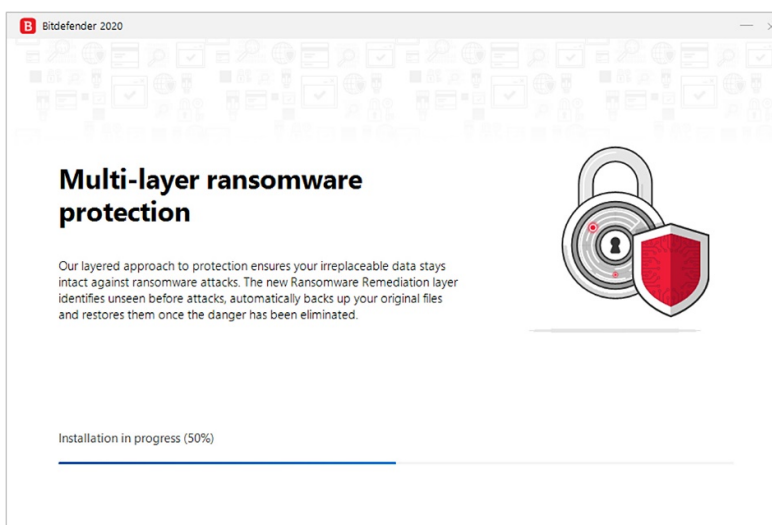 B Bitdefender 2020
Multi-layer ransomware
protection
Our layered approach to protection ensures your irreplaceable data stays
intact against ransomware attacks. The new Ransomware Remediation layer
identifies unseen before attacks, automatically backs up your original files
and restores them once the danger has been eliminated.
Installation in progress (50%)